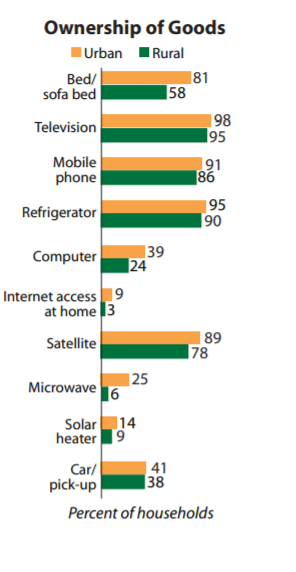 Ownership of Goods
Urban Rural
Bed/ 81
sofa bed 58
Television 98
95
Mobile 91
phone 86
Refrigerator 95
90
Computer 39
24
Internet access 9
at home 3
Satellite 89
78
Microwave 25
6
Solar 14
heater 9
Car/ 41
pick-up 38
Percent of households